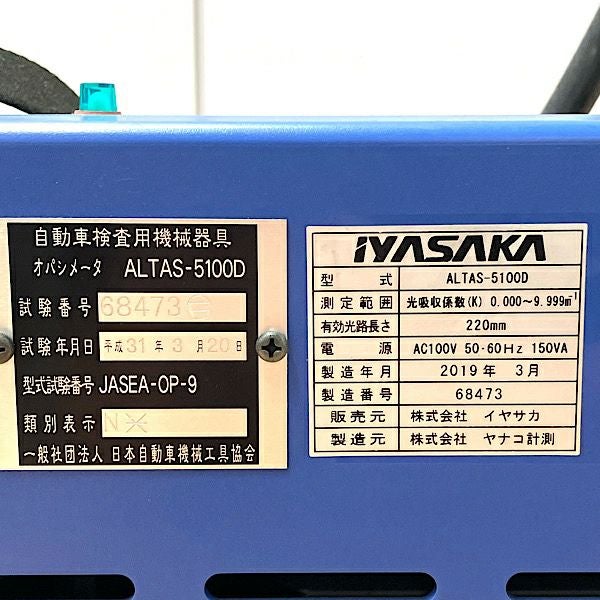 自動車検査用機械器具
オパシメータ ALTAS-5100D
試験番号 68473
試験年月日 平成31年3月20日
型式試験番号 JASEA-OP-9
類別表示 N
一般社団法人 日本自動車機械工具協会
IYASAKA
型式 ALTAS-5100D
測定範囲 光吸収係数(K) 0.000～9.999m⁻¹
有効光路長さ 220mm
電源 AC100V 50・60Hz 150VA
製造年月 2019年 3月
製造番号 68473
販売元 株式会社 イヤサカ
製造元 株式会社 ヤナコ計測